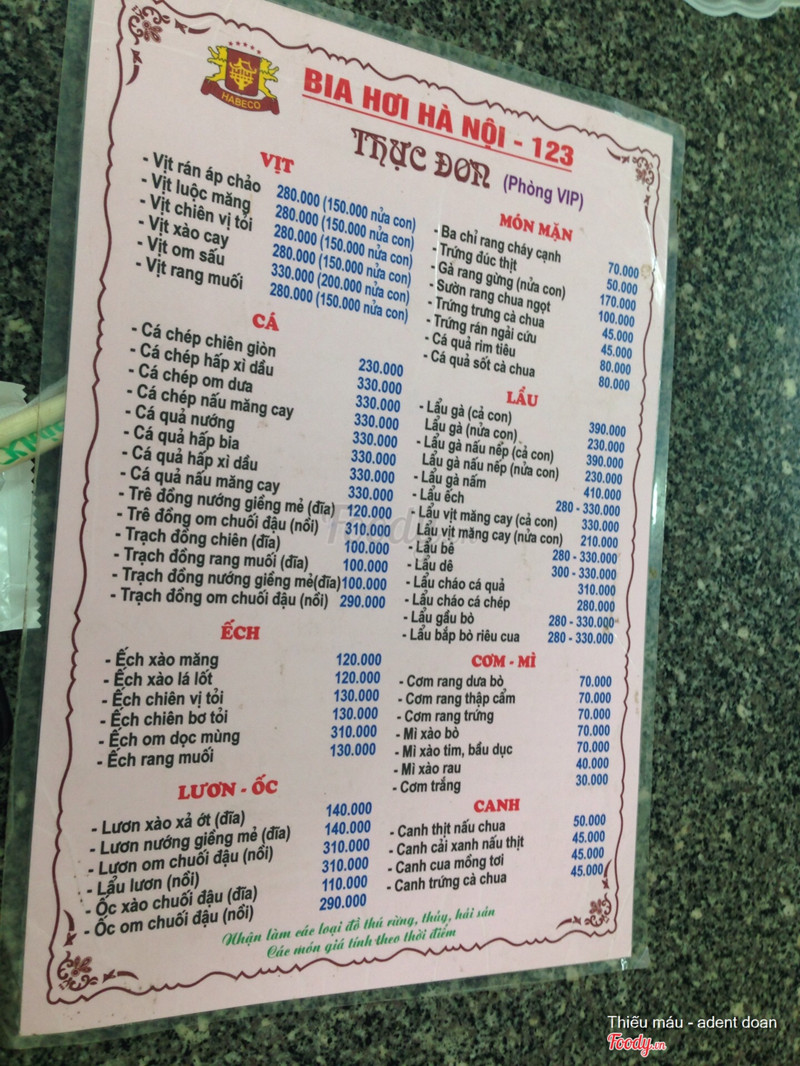 HABECO
BIA HƠI HÀ NỘI - 123
THỰC ĐƠN (Phòng VIP)
VỊT
- Vịt rán áp chảo 280.000 (150.000 nửa con)
- Vịt luộc măng 280.000 (150.000 nửa con)
- Vịt chiên vị tỏi 280.000 (150.000 nửa con)
- Vịt xào cay 280.000 (150.000 nửa con)
- Vịt om sấu 330.000 (200.000 nửa con)
- Vịt rang muối 280.000 (150.000 nửa con)
CÁ
- Cá chép chiên giòn 230.000
- Cá chép hấp xì dầu 330.000
- Cá chép om dưa 330.000
- Cá chép nấu măng cay 330.000
- Cá quả nướng 330.000
- Cá quả hấp bia 330.000
- Cá quả hấp xì dầu 330.000
- Cá quả nấu măng cay 330.000
- Trê đồng nướng giềng mẻ (đĩa) 120.000
- Trê đồng om chuối đậu (nồi) 310.000
- Trạch đồng chiên (đĩa) 100.000
- Trạch đồng rang muối (đĩa) 100.000
- Trạch đồng nướng giềng mẻ(đĩa) 100.000
- Trạch đồng om chuối đậu (nồi) 290.000
ẾCH
- Ếch xào măng 120.000
- Ếch xào lá lốt 120.000
- Ếch chiên vị tỏi 130.000
- Ếch chiên bơ tỏi 130.000
- Ếch om dọc mùng 310.000
- Ếch rang muối 130.000
LƯƠN - ỐC
- Lươn xào xả ớt (đĩa) 140.000
- Lươn nướng giềng mẻ (đĩa) 140.000
- Lươn om chuối đậu (nồi) 310.000
- Lẩu lươn (nồi) 310.000
- Ốc xào chuối đậu (đĩa) 110.000
- Ốc om chuối đậu (nồi) 290.000
MÓN MẶN
- Ba chỉ rang cháy cạnh 70.000
- Trứng đúc thịt 50.000
- Gà rang gừng (nửa con) 170.000
- Sườn rang chua ngọt 100.000
- Trứng trưng cà chua 45.000
- Trứng rán ngải cứu 45.000
- Cá quả rim tiêu 80.000
- Cá quả sốt cà chua 80.000
LẨU
- Lẩu gà (cả con) 390.000
Lẩu gà (nửa con) 230.000
- Lẩu gà nấu nếp (cả con) 390.000
Lẩu gà nấu nếp (nửa con) 230.000
- Lẩu gà nấm 410.000
- Lẩu ếch 280 - 330.000
- Lẩu vịt măng cay (cả con) 330.000
Lẩu vịt măng cay (nửa con) 210.000
- Lẩu bê 280 - 330.000
- Lẩu dê 300 - 330.000
- Lẩu cháo cá quả 310.000
- Lẩu cháo cá chép 280.000
- Lẩu gầu bò 280 - 330.000
- Lẩu bắp bò riêu cua 280 - 330.000
CƠM - MÌ
- Cơm rang dưa bò 70.000
- Cơm rang thập cẩm 70.000
- Cơm rang trứng 70.000
- Mì xào bò 70.000
- Mì xào tim, bầu dục 70.000
- Mì xào rau 40.000
- Cơm trắng 30.000
CANH
- Canh thịt nấu chua 50.000
- Canh cải xanh nấu thịt 45.000
- Canh cua mồng tơi 45.000
- Canh trứng cà chua 45.000
Nhận làm các loại đồ thú rừng, thủy, hải sản
Các món giá tính theo thời điểm
Foody.vn
Thiếu máu - adent doan
Foody.vn